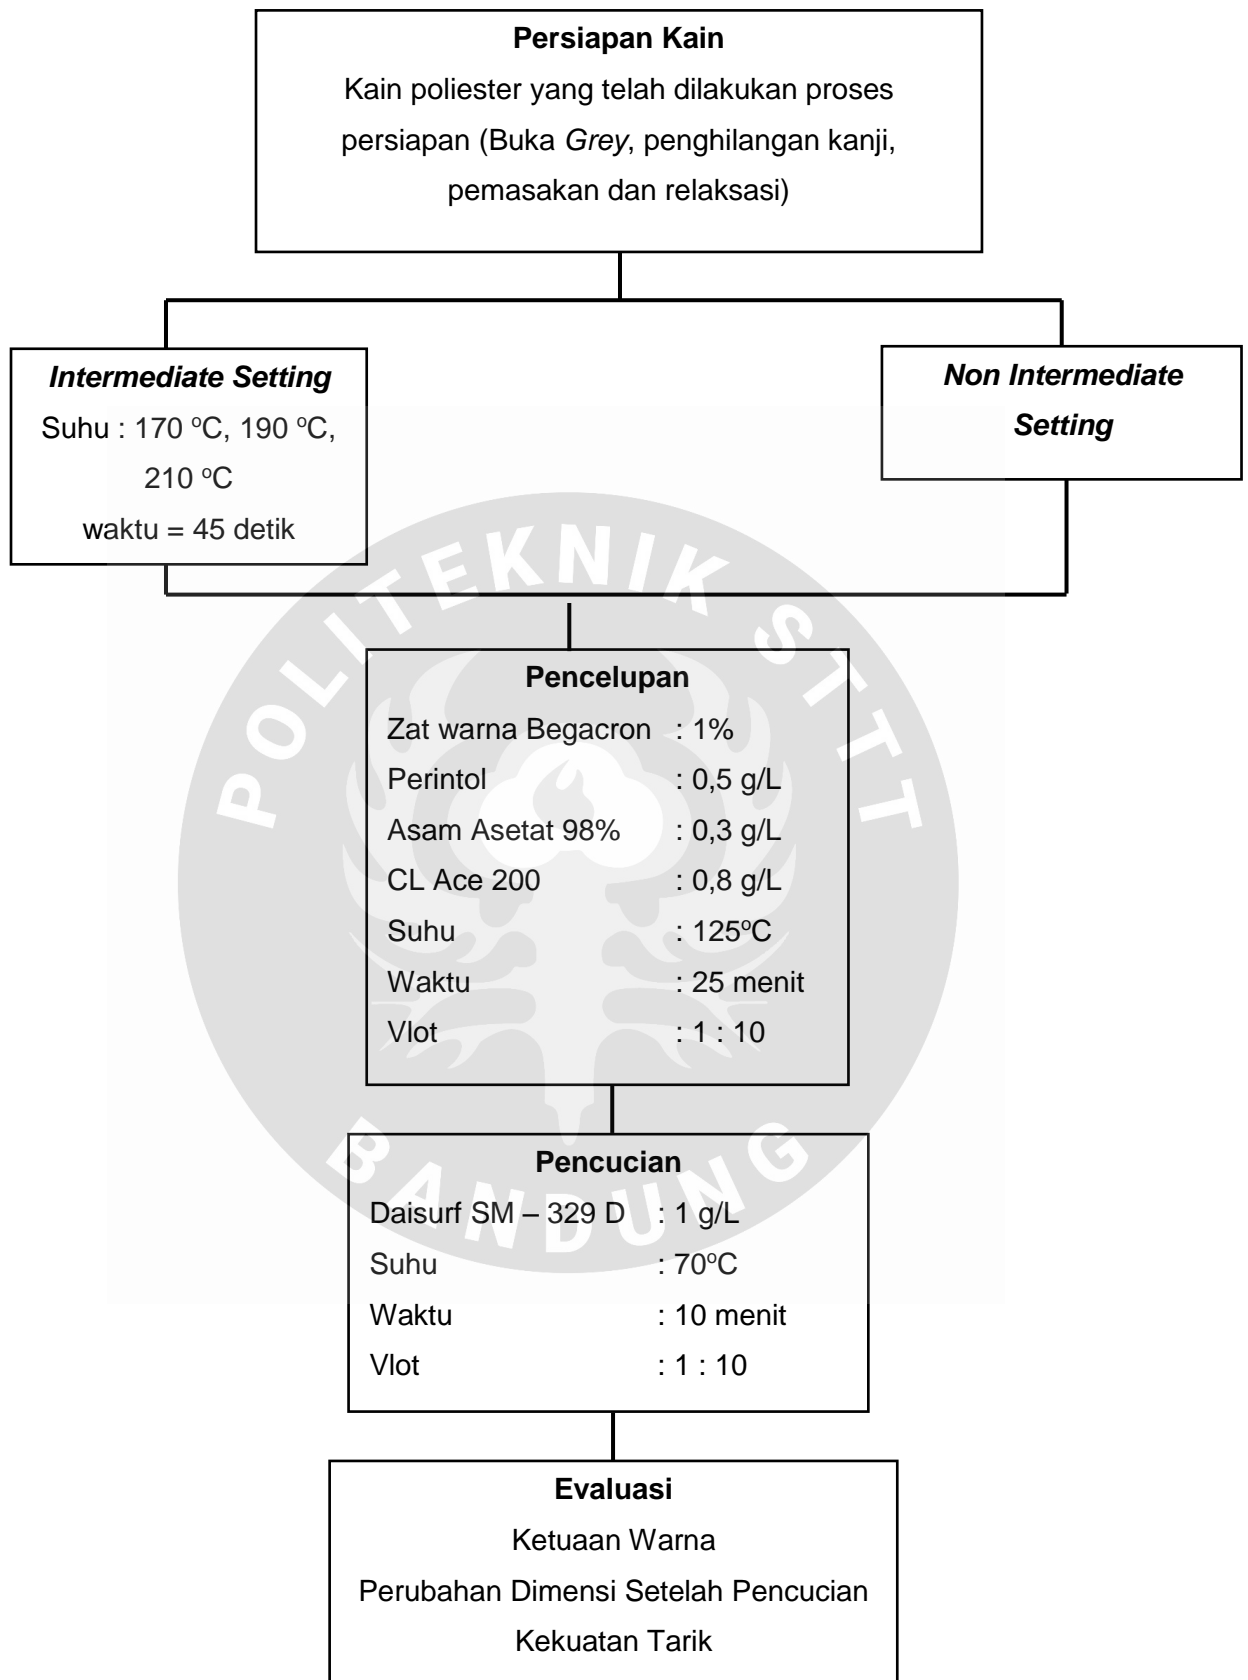 Persiapan Kain
Kain poliester yang telah dilakukan proses
persiapan (Buka Grey, penghilangan kanji,
pemasakan dan relaksasi)
Intermediate Setting
Suhu : 170 ºC, 190 ºC,
210 ºC
waktu = 45 detik
Non Intermediate
Setting
POLITEKNIK STTT
BANDUNG
Pencelupan
Zat warna Begacron : 1%
Perintol : 0,5 g/L
Asam Asetat 98% : 0,3 g/L
CL Ace 200 : 0,8 g/L
Suhu : 125ºC
Waktu : 25 menit
Vlot : 1 : 10
Pencucian
Daisurf SM – 329 D : 1 g/L
Suhu : 70ºC
Waktu : 10 menit
Vlot : 1 : 10
Evaluasi
Ketuaan Warna
Perubahan Dimensi Setelah Pencucian
Kekuatan Tarik